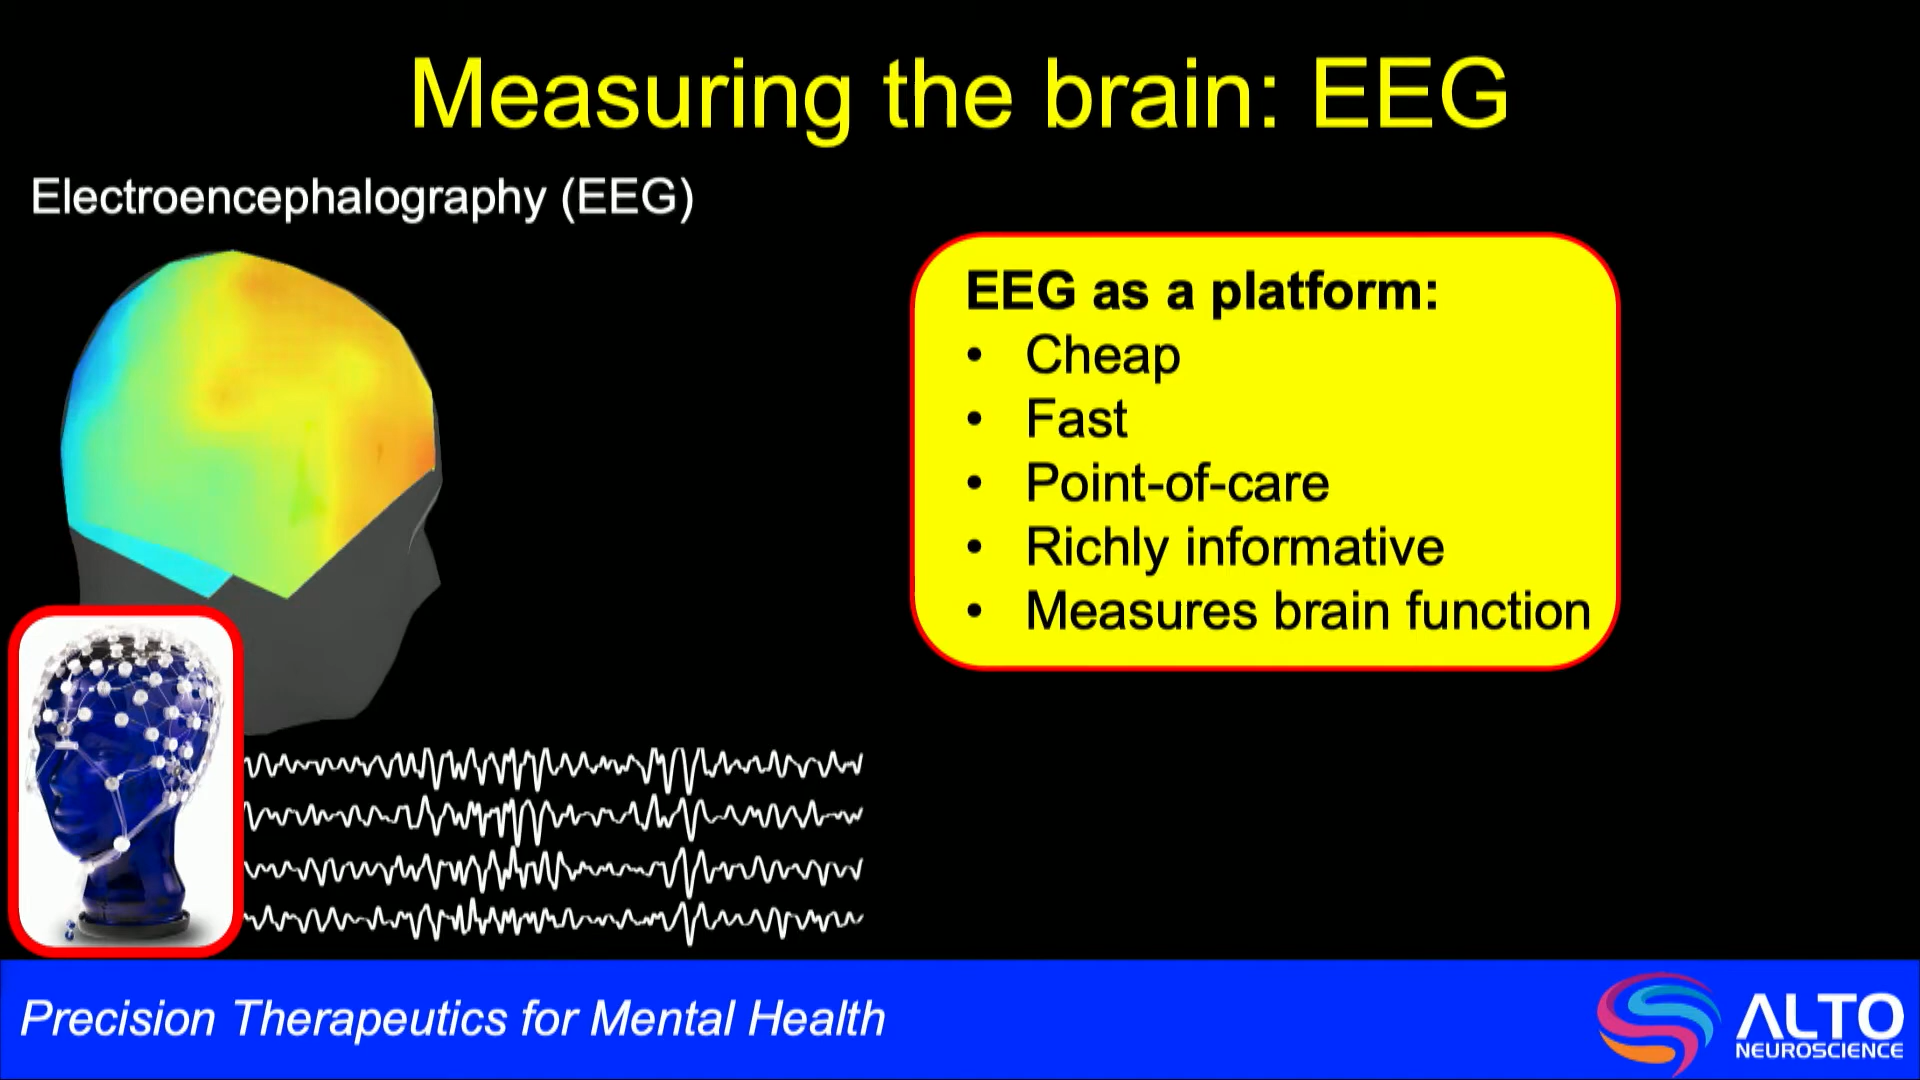 Measuring the brain: EEG
Electroencephalography (EEG)
EEG as a platform:
• Cheap
• Fast
• Point-of-care
• Richly informative
• Measures brain function
Precision Therapeutics for Mental Health
ALTO
NEUROSCIENCE